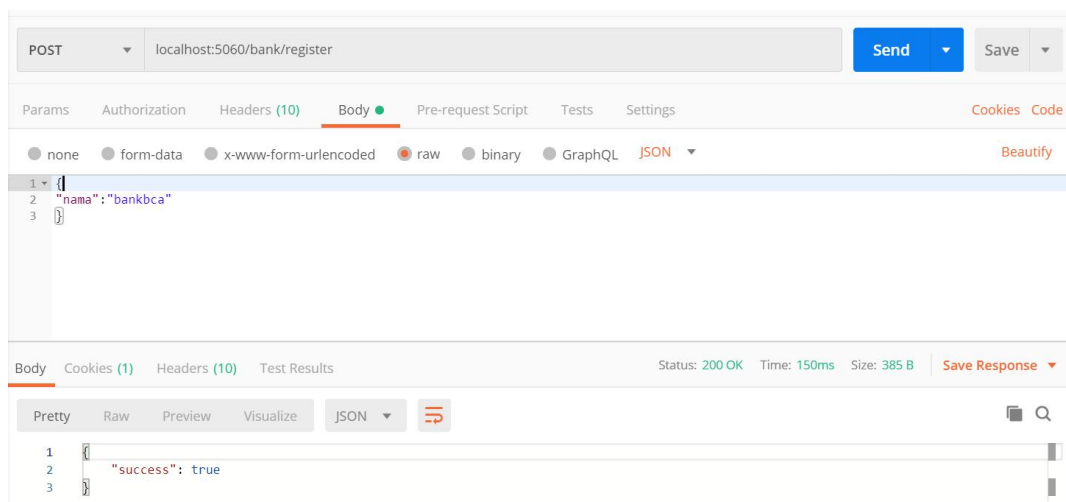 POST localhost:5060/bank/register Send Save
Params Authorization Headers (10) Body Pre-request Script Tests Settings Cookies Code
none form-data x-www-form-urlencoded raw binary GraphQL JSON Beautify
1 {
2 "nama":"bankbca"
3 }
Body Cookies (1) Headers (10) Test Results Status: 200 OK Time: 150ms Size: 385 B Save Response
Pretty Raw Preview Visualize JSON
1 {
2 "success": true
3 }